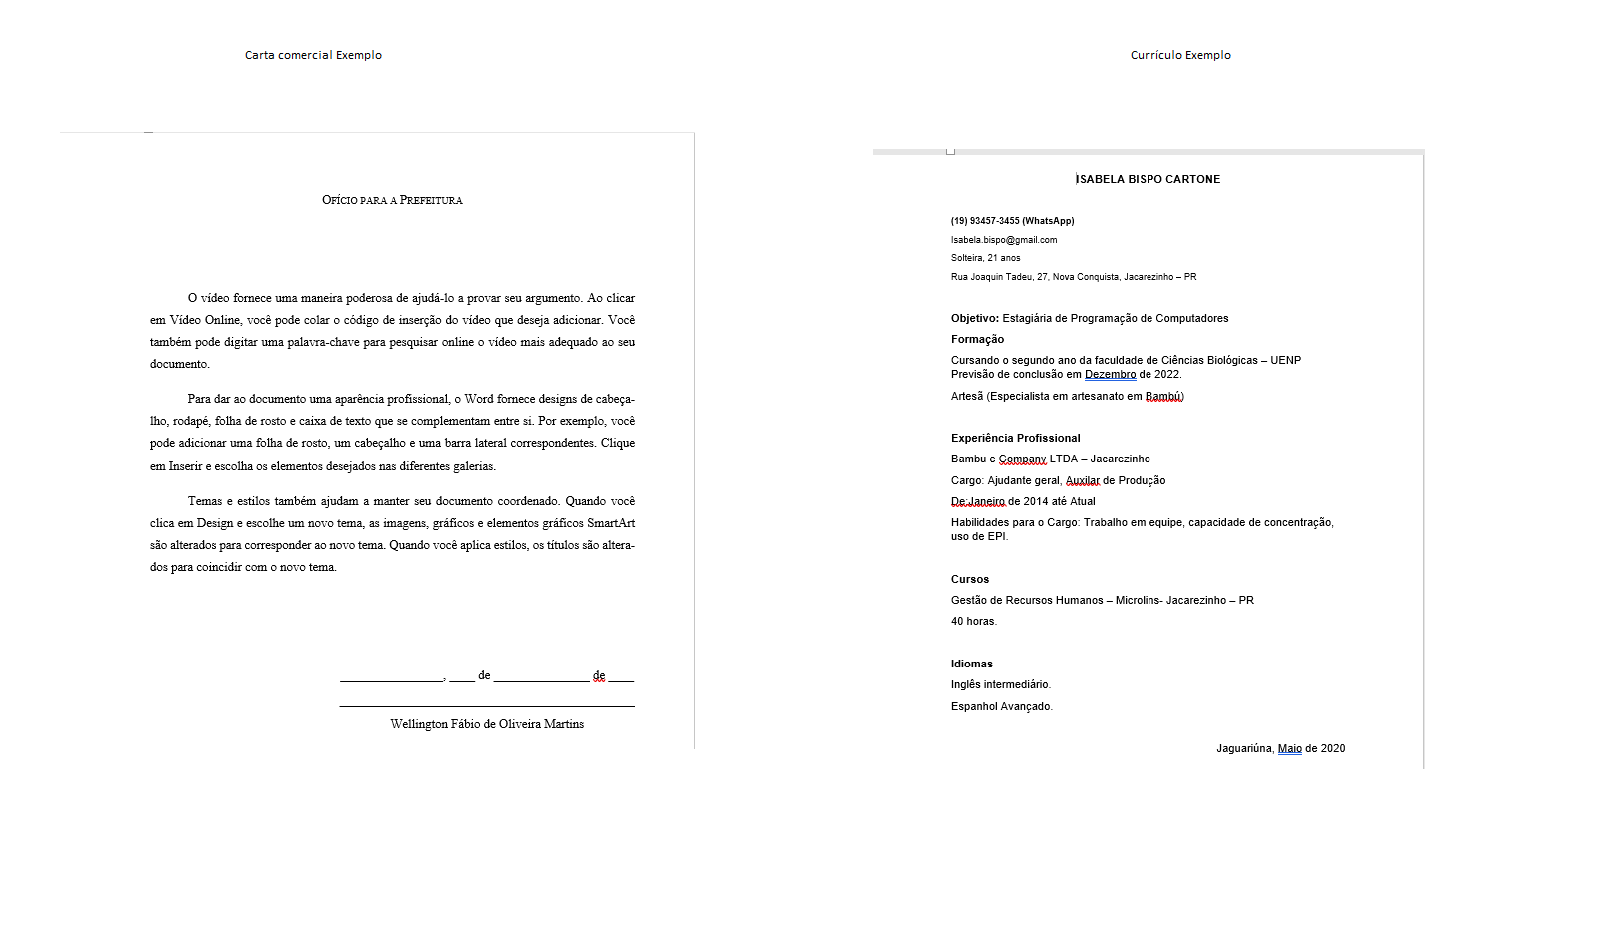 Carta comercial Exemplo
Currículo Exemplo
OFÍCIO PARA A PREFEITURA
O vídeo fornece uma maneira poderosa de ajudá-lo a provar seu argumento. Ao clicar
em Vídeo Online, você pode colar o código de inserção do vídeo que deseja adicionar. Você
também pode digitar uma palavra-chave para pesquisar online o vídeo mais adequado ao seu
documento.
Para dar ao documento uma aparência profissional, o Word fornece designs de cabeça-
lho, rodapé, folha de rosto e caixa de texto que se complementam entre si. Por exemplo, você
pode adicionar uma folha de rosto, um cabeçalho e uma barra lateral correspondentes. Clique
em Inserir e escolha os elementos desejados nas diferentes galerias.
Temas e estilos também ajudam a manter seu documento coordenado. Quando você
clica em Design e escolhe um novo tema, as imagens, gráficos e elementos gráficos SmartArt
são alterados para corresponder ao novo tema. Quando você aplica estilos, os títulos são altera-
dos para coincidir com o novo tema.
________________, ____ de _______________ de ____
Wellington Fábio de Oliveira Martins
ISABELA BISPO CARTONE
(19) 93457-3455 (WhatsApp)
Isabela.bispo@gmail.com
Solteira, 21 anos
Rua Joaquin Tadeu, 27, Nova Conquista, Jacarezinho – PR
Objetivo: Estagiária de Programação de Computadores
Formação
Cursando o segundo ano da faculdade de Ciências Biológicas – UENP
Previsão de conclusão em Dezembro de 2022.
Artesã (Especialista em artesanato em Bambú)
Experiência Profissional
Bambu e Company LTDA – Jacarezinho
Cargo: Ajudante geral, Auxilar de Produção
De:Janeiro de 2014 até Atual
Habilidades para o Cargo: Trabalho em equipe, capacidade de concentração,
uso de EPI.
Cursos
Gestão de Recursos Humanos – Microlins- Jacarezinho – PR
40 horas.
Idiomas
Inglês intermediário.
Espanhol Avançado.
Jaguariúna, Maio de 2020